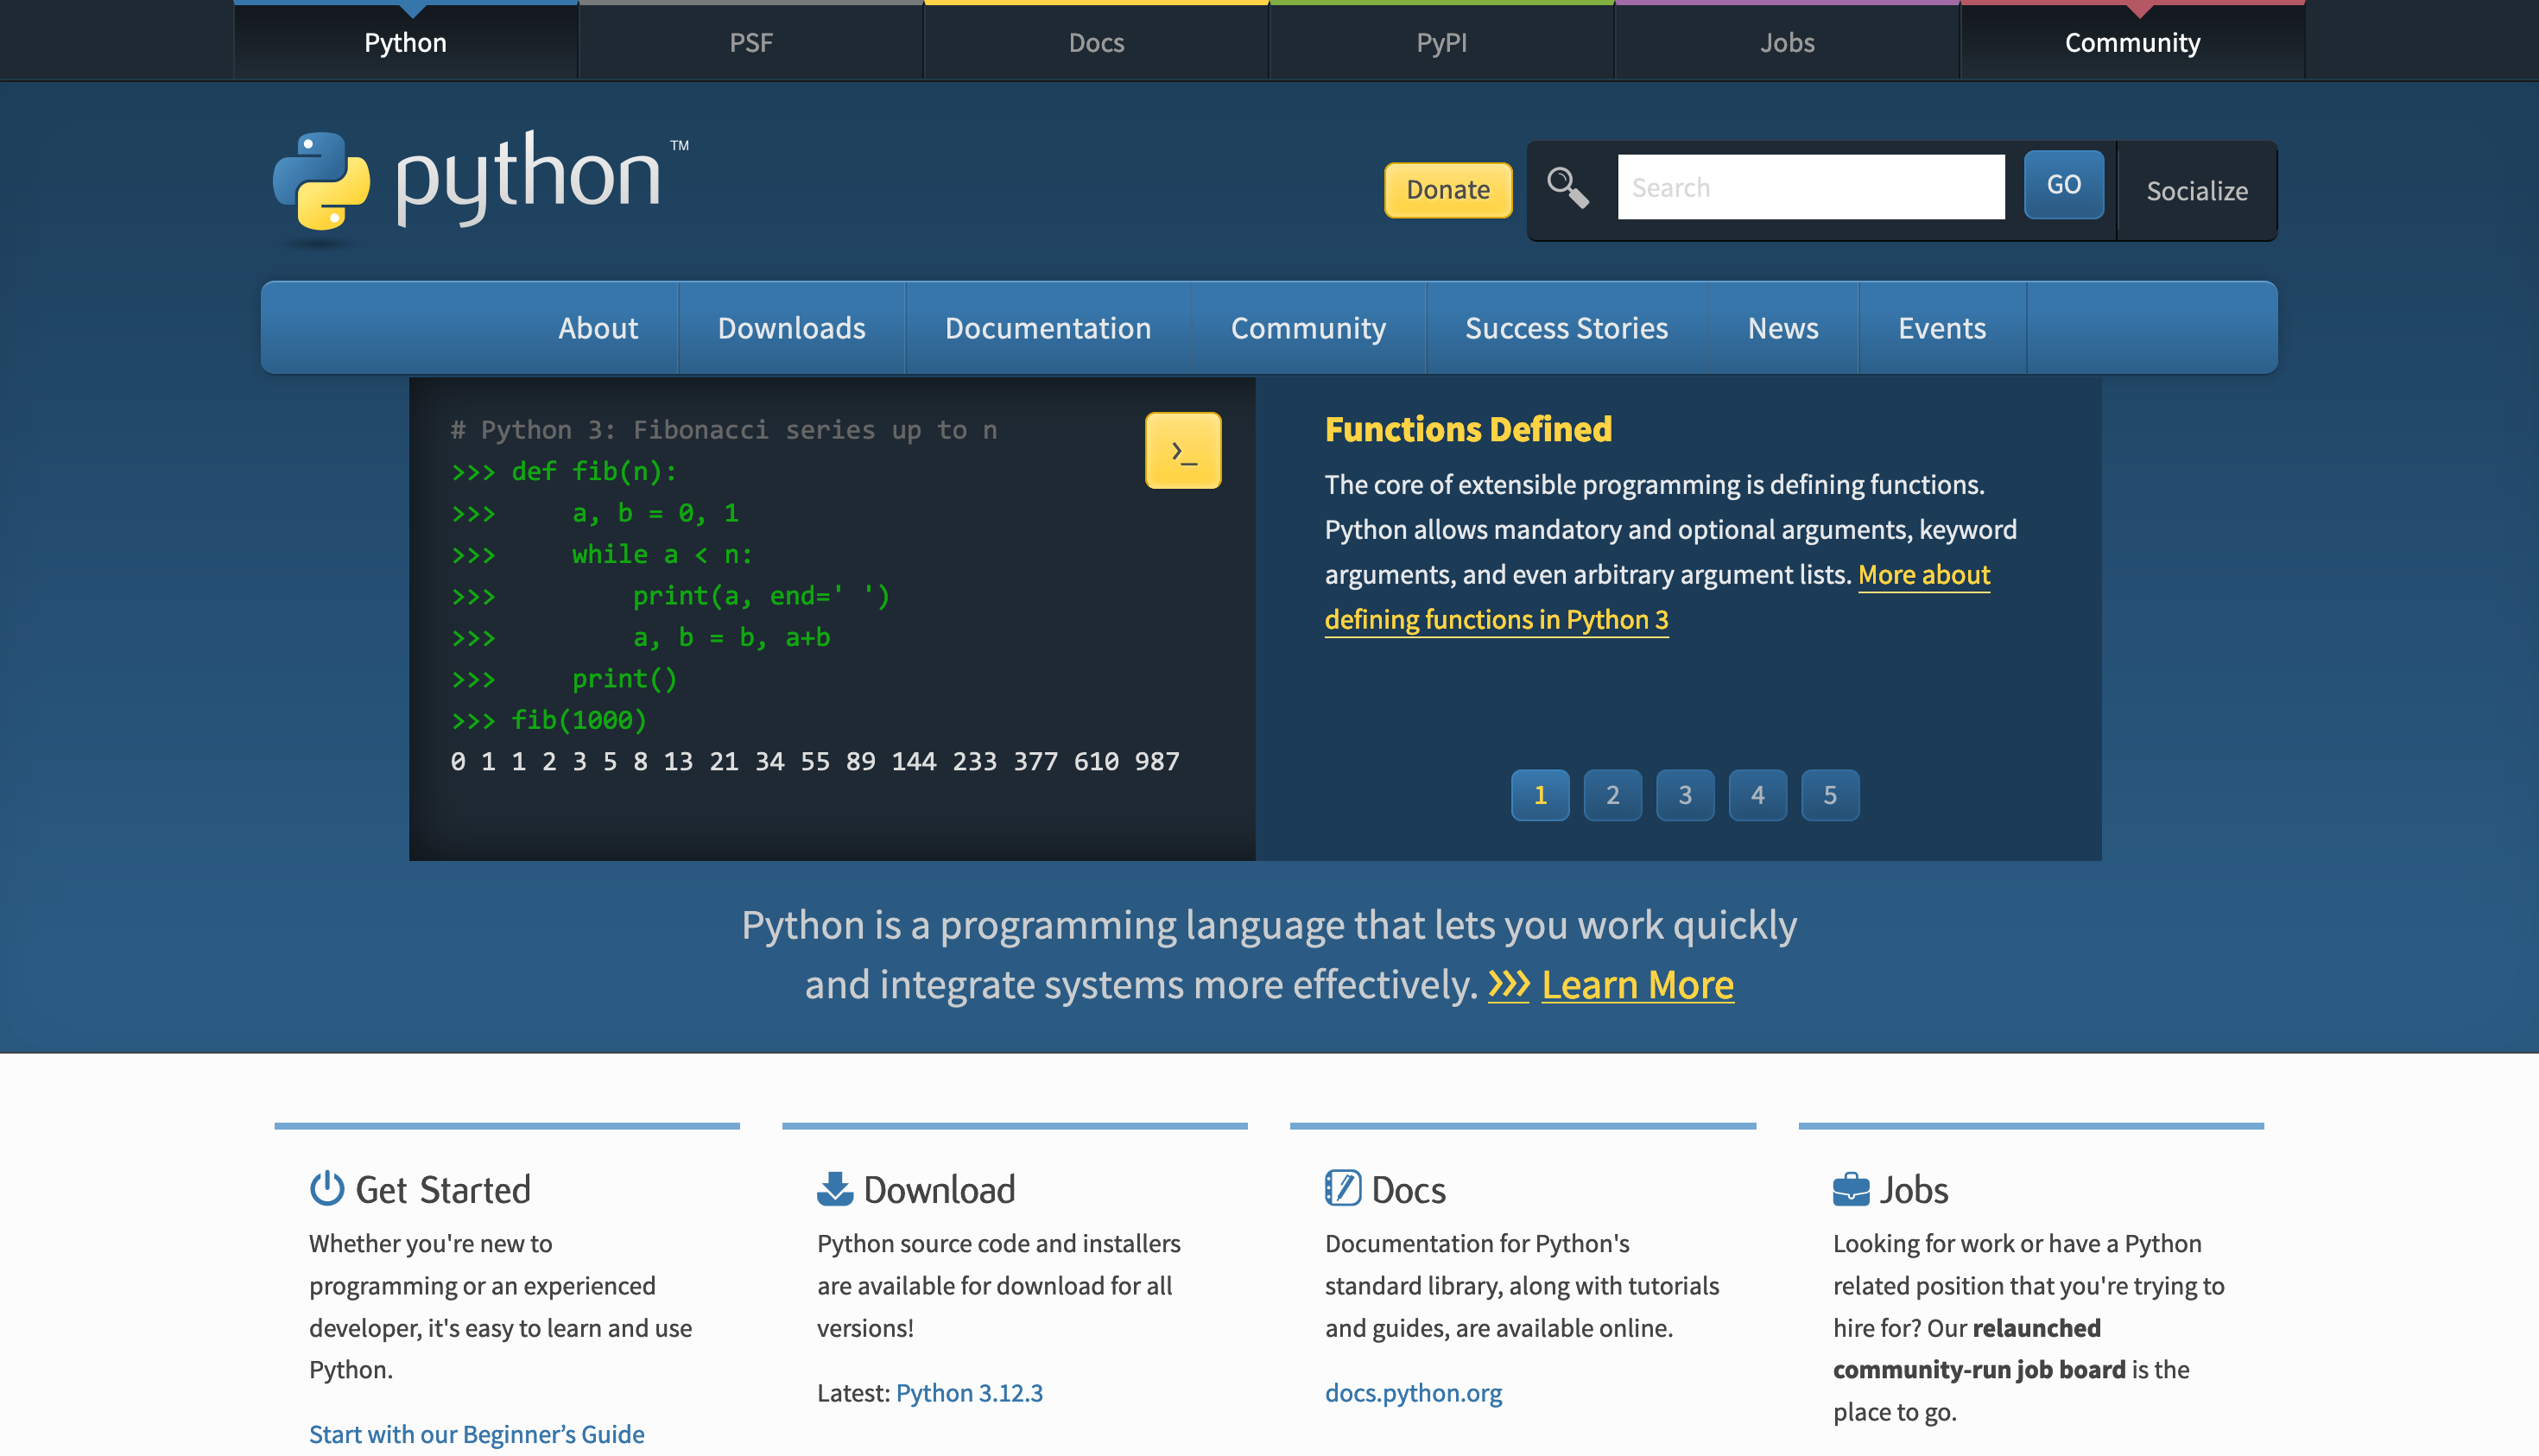 Python
PSF
Docs
PyPI
Jobs
Community
python™
Donate
Search
GO
Socialize
About
Downloads
Documentation
Community
Success Stories
News
Events
# Python 3: Fibonacci series up to n
>>> def fib(n):
>>>     a, b = 0, 1
>>>     while a < n:
>>>         print(a, end=' ')
>>>         a, b = b, a+b
>>>     print()
>>> fib(1000)
0 1 1 2 3 5 8 13 21 34 55 89 144 233 377 610 987
>_
Functions Defined
The core of extensible programming is defining functions.
Python allows mandatory and optional arguments, keyword
arguments, and even arbitrary argument lists. More about
defining functions in Python 3
1
2
3
4
5
Python is a programming language that lets you work quickly
and integrate systems more effectively. >>> Learn More
Get Started
Whether you're new to
programming or an experienced
developer, it's easy to learn and use
Python.
Start with our Beginner’s Guide
Download
Python source code and installers
are available for download for all
versions!
Latest: Python 3.12.3
Docs
Documentation for Python's
standard library, along with tutorials
and guides, are available online.
docs.python.org
Jobs
Looking for work or have a Python
related position that you're trying to
hire for? Our relaunched
community-run job board is the
place to go.